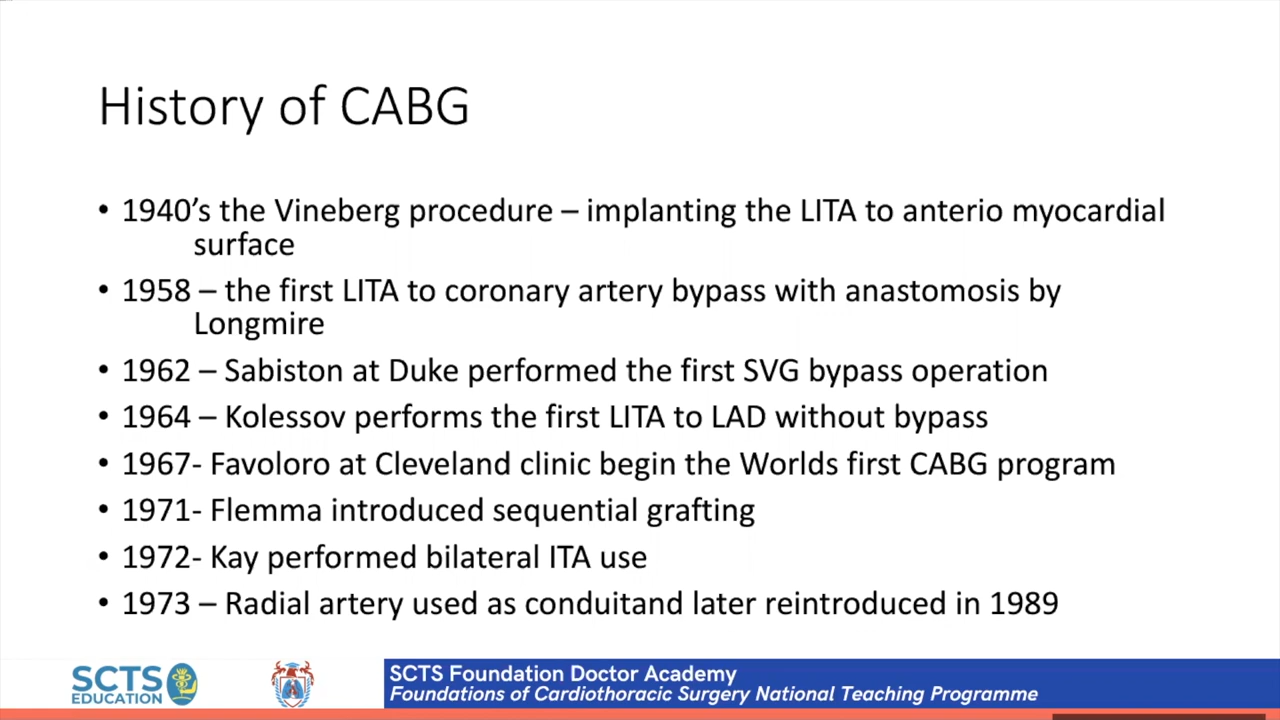 History of CABG
• 1940’s the Vineberg procedure – implanting the LITA to anterio myocardial
surface
• 1958 – the first LITA to coronary artery bypass with anastomosis by
Longmire
• 1962 – Sabiston at Duke performed the first SVG bypass operation
• 1964 – Kolessov performs the first LITA to LAD without bypass
• 1967- Favoloro at Cleveland clinic begin the Worlds first CABG program
• 1971- Flemma introduced sequential grafting
• 1972- Kay performed bilateral ITA use
• 1973 – Radial artery used as conduitand later reintroduced in 1989
SCTS
EDUCATION
SCTS Foundation Doctor Academy
Foundations of Cardiothoracic Surgery National Teaching Programme